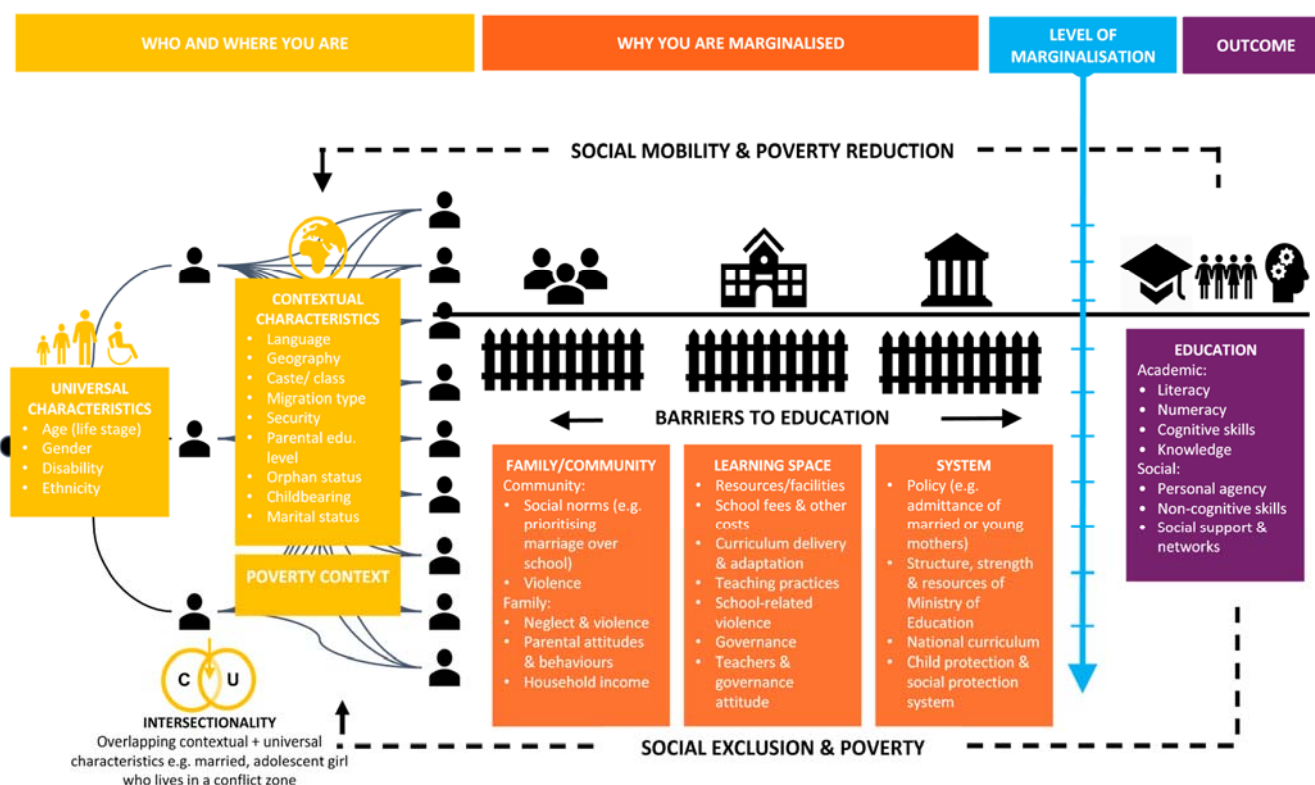 WHO AND WHERE YOU ARE
WHY YOU ARE MARGINALISED
LEVEL OF
MARGINALISATION
OUTCOME
SOCIAL MOBILITY & POVERTY REDUCTION
UNIVERSAL
CHARACTERISTICS
• Age (life stage)
• Gender
• Disability
• Ethnicity
CONTEXTUAL
CHARACTERISTICS
• Language
• Geography
• Caste/ class
• Migration type
• Security
• Parental edu.
level
• Orphan status
• Childbearing
• Marital status
POVERTY CONTEXT
C U
INTERSECTIONALITY
Overlapping contextual + universal
characteristics e.g. married, adolescent girl
who lives in a conflict zone
BARRIERS TO EDUCATION
FAMILY/COMMUNITY
Community:
• Social norms (e.g.
prioritising
marriage over
school)
• Violence
Family:
• Neglect & violence
• Parental attitudes
& behaviours
• Household income
LEARNING SPACE
• Resources/facilities
• School fees & other
costs
• Curriculum delivery
& adaptation
• Teaching practices
• School-related
violence
• Governance
• Teachers &
governance
attitude
SYSTEM
• Policy (e.g.
admittance of
married or young
mothers)
• Structure, strength
& resources of
Ministry of
Education
• National curriculum
• Child protection &
social protection
system
EDUCATION
Academic:
• Literacy
• Numeracy
• Cognitive skills
• Knowledge
Social:
• Personal agency
• Non-cognitive skills
• Social support &
networks
SOCIAL EXCLUSION & POVERTY